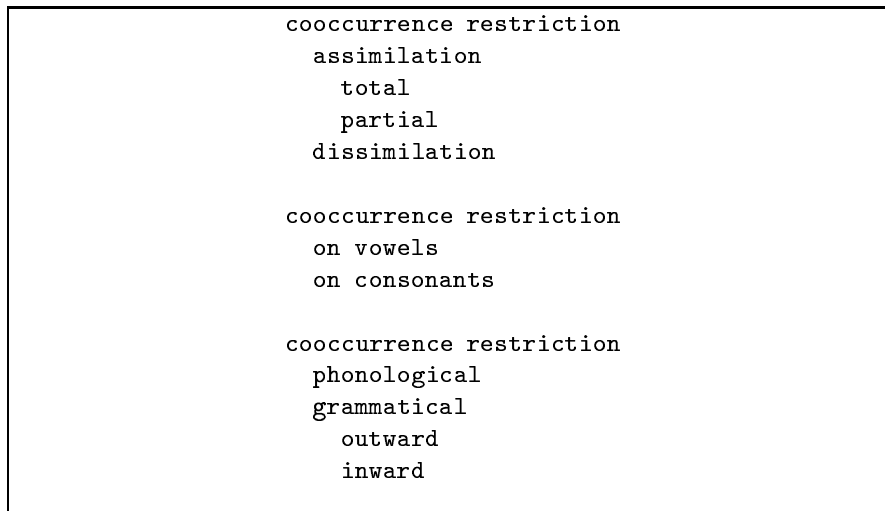 cooccurrence restriction
assimilation
total
partial
dissimilation
cooccurrence restriction
on vowels
on consonants
cooccurrence restriction
phonological
grammatical
outward
inward